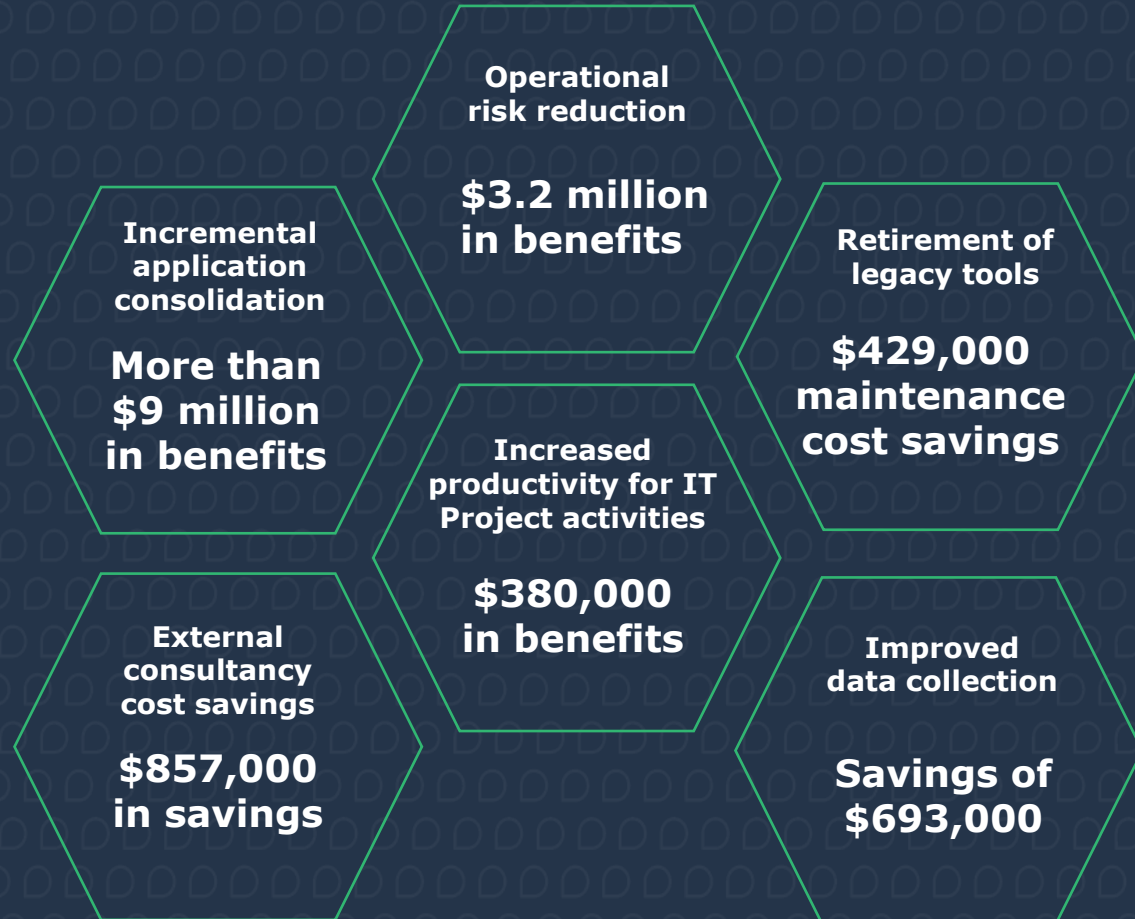 Operational
risk reduction
$3.2 million
in benefits
Incremental
application
consolidation
More than
$9 million
in benefits
Retirement of
legacy tools
$429,000
maintenance
cost savings
Increased
productivity for IT
Project activities
$380,000
in benefits
External
consultancy
cost savings
$857,000
in savings
Improved
data collection
Savings of
$693,000